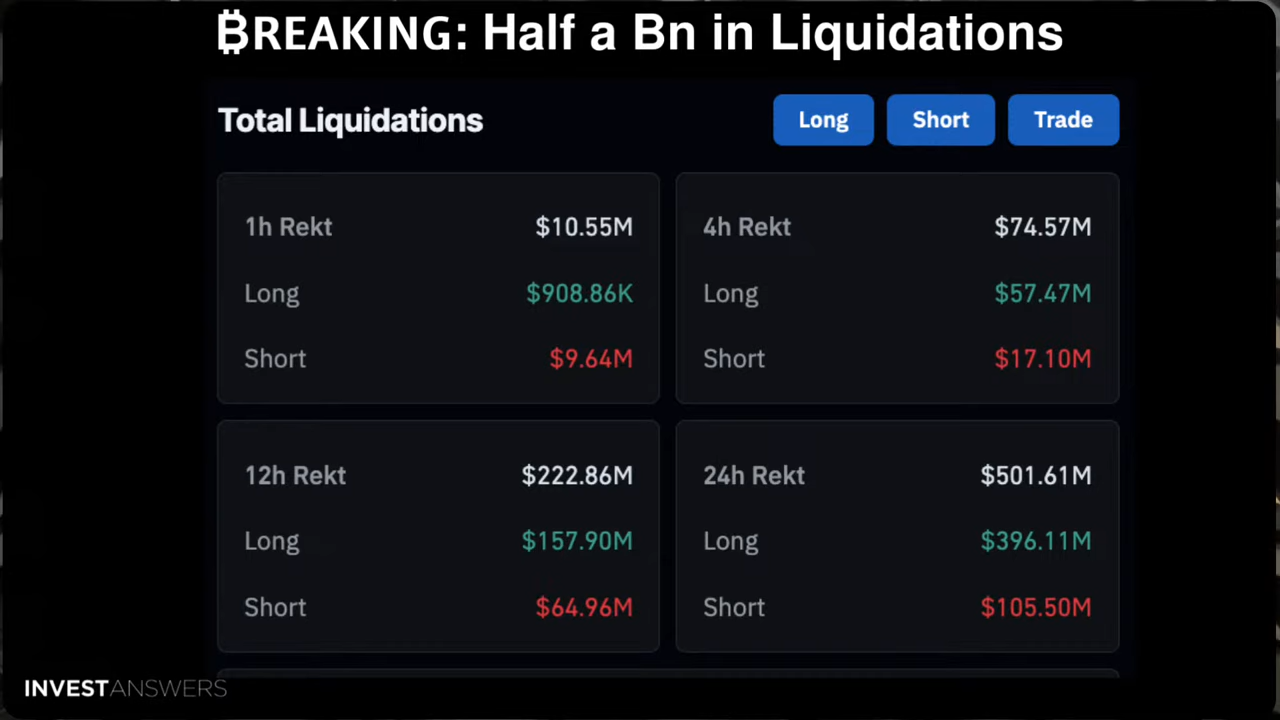 ₿REAKING: Half a Bn in Liquidations
Total Liquidations
Long
Short
Trade
1h Rekt $10.55M
Long $908.86K
Short $9.64M
4h Rekt $74.57M
Long $57.47M
Short $17.10M
12h Rekt $222.86M
Long $157.90M
Short $64.96M
24h Rekt $501.61M
Long $396.11M
Short $105.50M
INVESTANSWERS